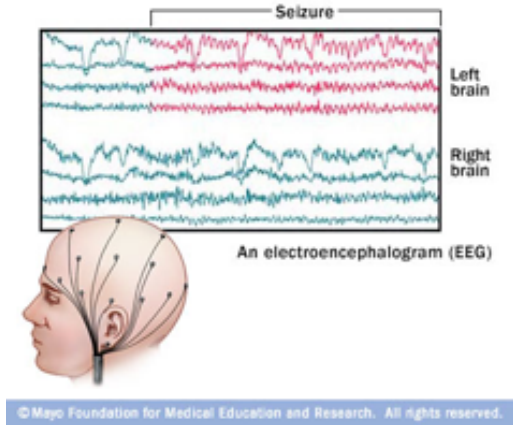 Seizure
Left
brain
Right
brain
An electroencephalogram (EEG)
©Mayo Foundation for Medical Education and Research. All rights reserved.